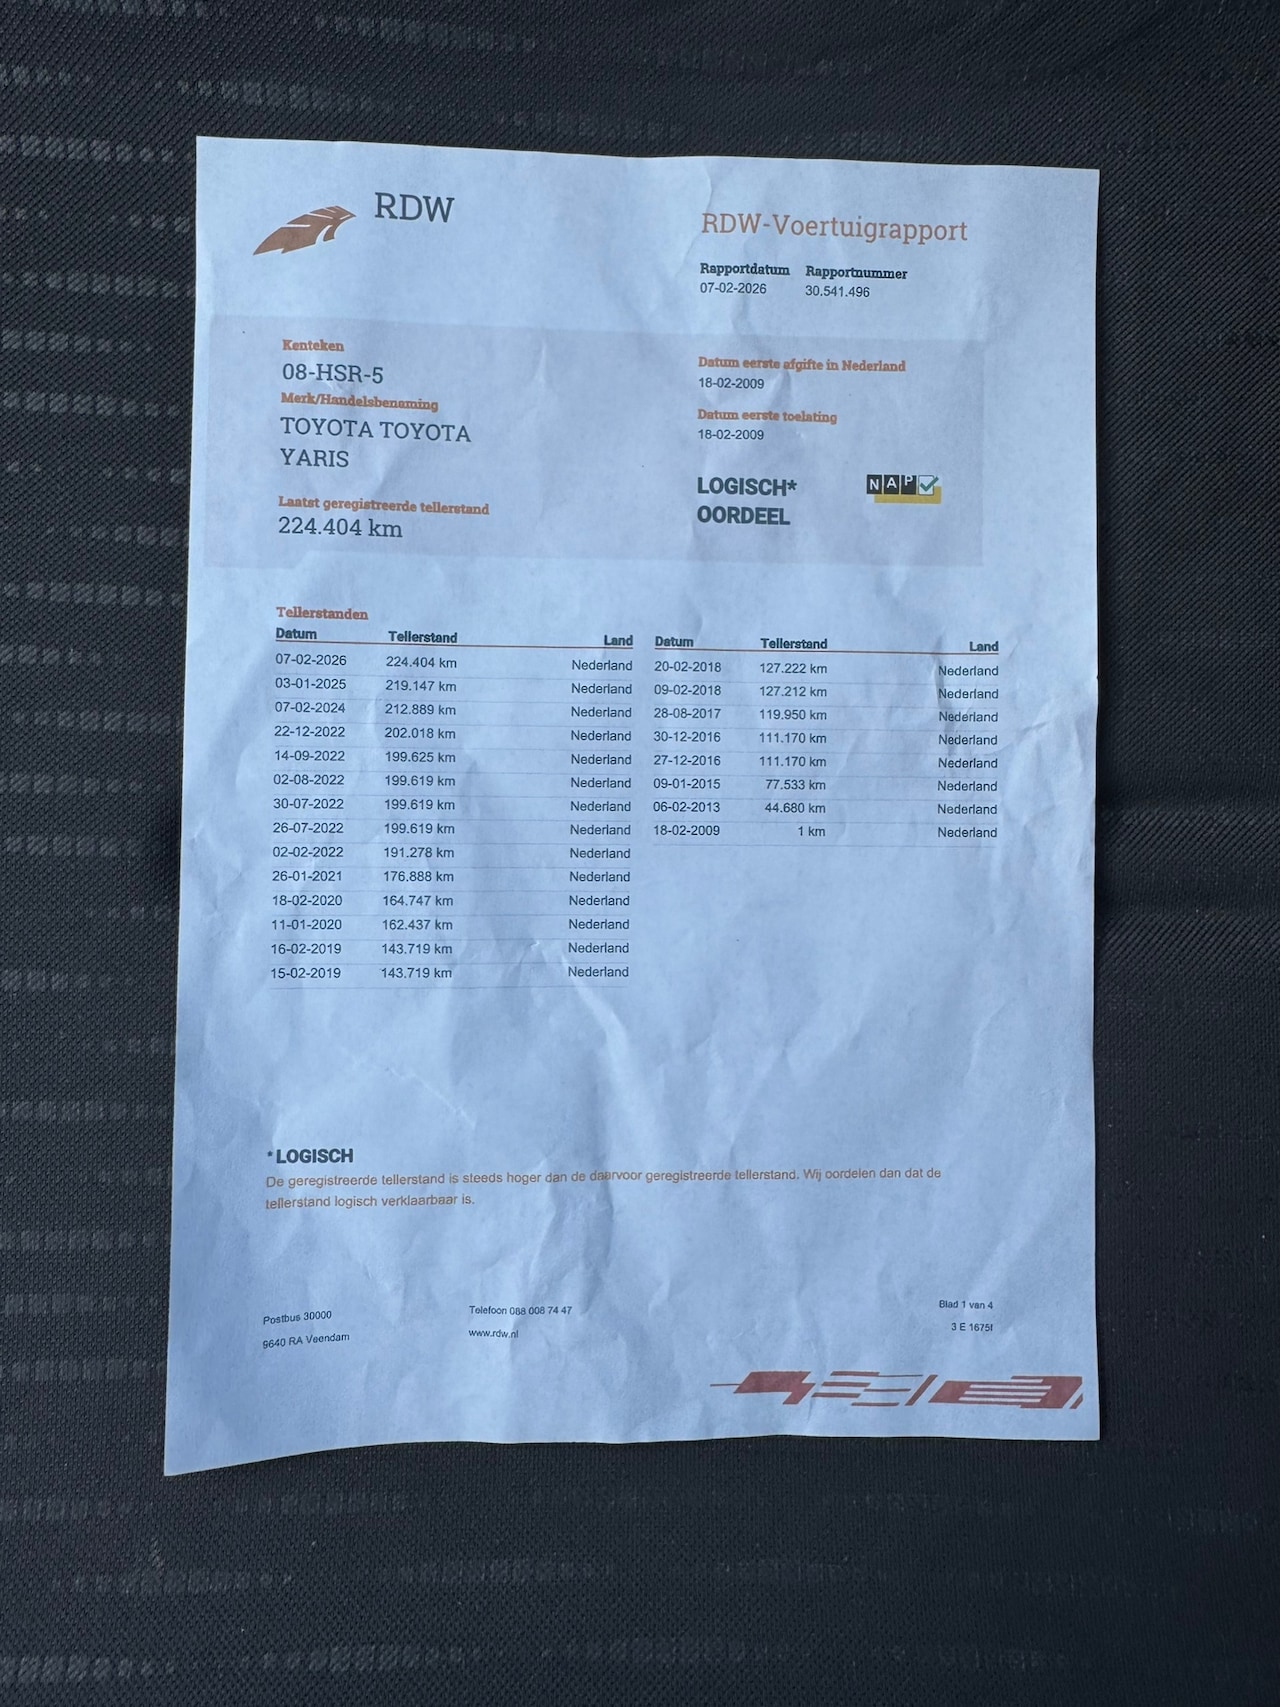 RDW
RDW-Voertuigrapport
Rapportdatum Rapportnummer
07-02-2026 30.541.496
Kenteken
08-HSR-5
Merk/Handelsbenaming
TOYOTA TOYOTA
YARIS
Laatst geregistreerde tellerstand
224.404 km
Datum eerste afgifte in Nederland
18-02-2009
Datum eerste toelating
18-02-2009
LOGISCH*
OORDEEL
NAP
Tellerstanden
Datum Tellerstand Land
07-02-2026 224.404 km Nederland
03-01-2025 219.147 km Nederland
07-02-2024 212.889 km Nederland
22-12-2022 202.018 km Nederland
14-09-2022 199.625 km Nederland
02-08-2022 199.619 km Nederland
30-07-2022 199.619 km Nederland
26-07-2022 199.619 km Nederland
02-02-2022 191.278 km Nederland
26-01-2021 176.888 km Nederland
18-02-2020 164.747 km Nederland
11-01-2020 162.437 km Nederland
16-02-2019 143.719 km Nederland
15-02-2019 143.719 km Nederland
Datum Tellerstand Land
20-02-2018 127.222 km Nederland
09-02-2018 127.212 km Nederland
28-08-2017 119.950 km Nederland
30-12-2016 111.170 km Nederland
27-12-2016 111.170 km Nederland
09-01-2015 77.533 km Nederland
06-02-2013 44.680 km Nederland
18-02-2009 1 km Nederland
*LOGISCH
De geregistreerde tellerstand is steeds hoger dan de daarvoor geregistreerde tellerstand. Wij oordelen dan dat de
tellerstand logisch verklaarbaar is.
Postbus 30000
9640 RA Veendam
Telefoon 088 008 74 47
www.rdw.nl
Blad 1 van 4
3 E 1675f